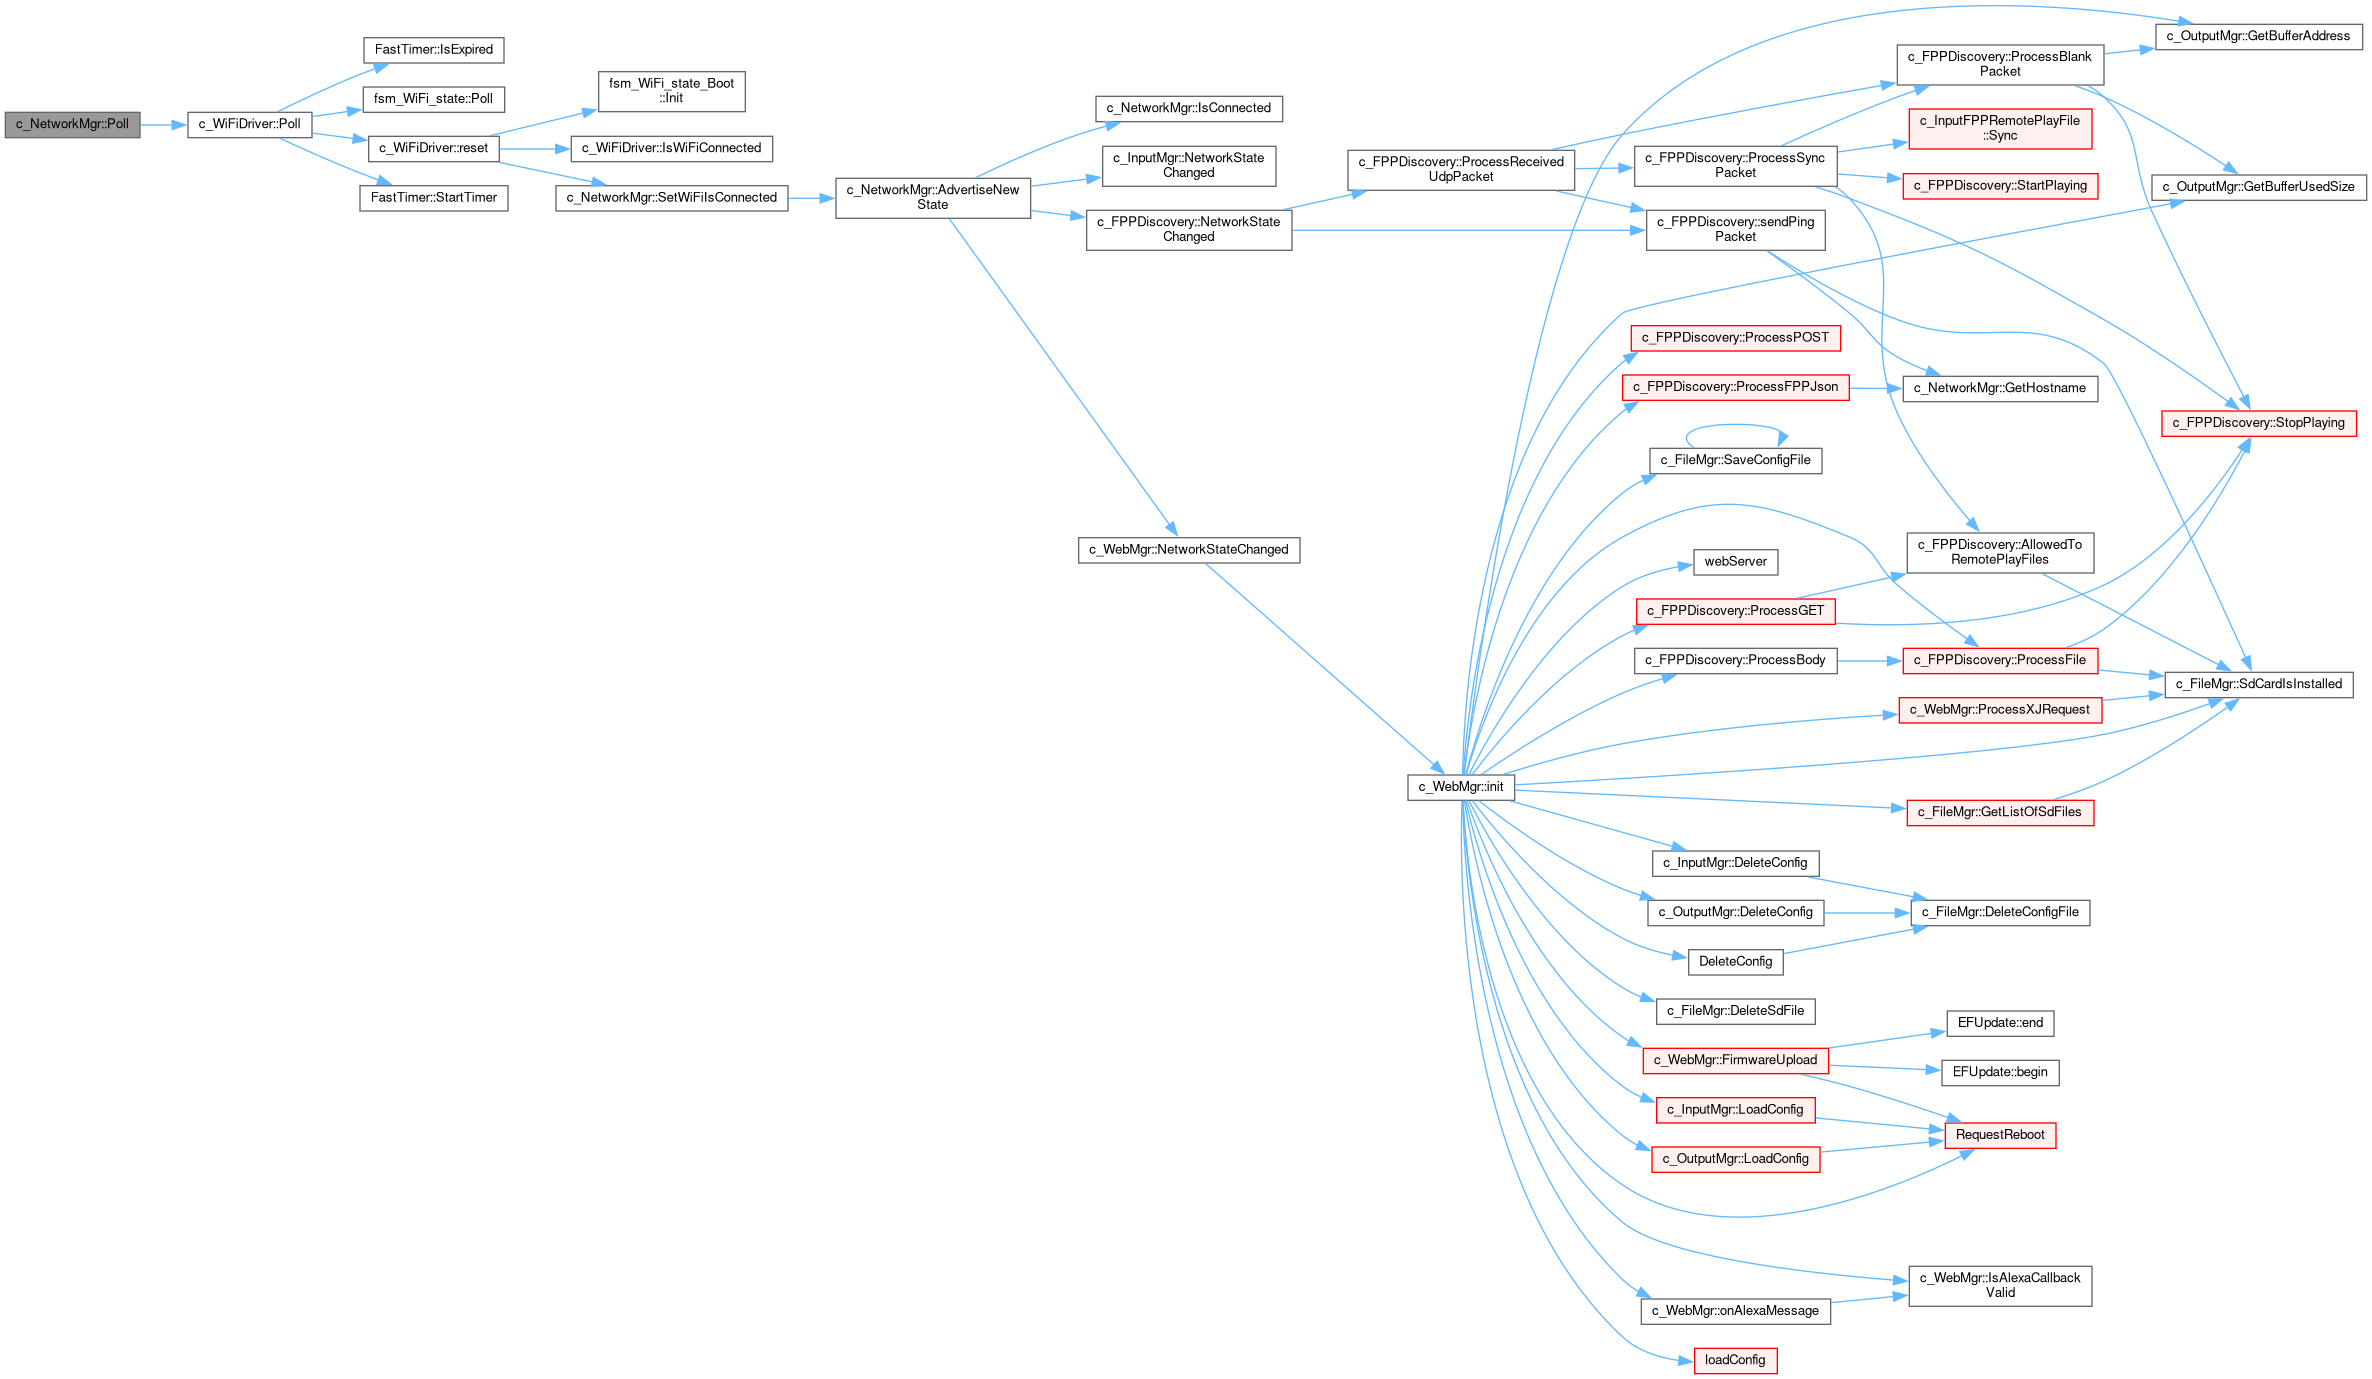 c_NetworkMgr::Poll
c_WiFiDriver::Poll
FastTimer::IsExpired
fsm_WiFi_state::Poll
c_WiFiDriver::reset
FastTimer::StartTimer
fsm_WiFi_state_Boot
::Init
c_WiFiDriver::IsWiFiConnected
c_NetworkMgr::SetWiFiIsConnected
c_NetworkMgr::AdvertiseNew
State
c_NetworkMgr::IsConnected
c_InputMgr::NetworkState
Changed
c_FPPDiscovery::NetworkState
Changed
c_WebMgr::NetworkStateChanged
c_FPPDiscovery::ProcessReceived
UdpPacket
c_WebMgr::init
c_FPPDiscovery::ProcessSync
Packet
c_FPPDiscovery::sendPing
Packet
c_FPPDiscovery::ProcessPOST
c_FPPDiscovery::ProcessFPPJson
c_FileMgr::SaveConfigFile
webServer
c_FPPDiscovery::ProcessGET
c_FPPDiscovery::ProcessBody
c_InputMgr::DeleteConfig
c_OutputMgr::DeleteConfig
DeleteConfig
c_FileMgr::DeleteSdFile
c_WebMgr::FirmwareUpload
c_InputMgr::LoadConfig
c_OutputMgr::LoadConfig
c_WebMgr::onAlexaMessage
loadConfig
c_FPPDiscovery::ProcessBlank
Packet
c_InputFPPRemotePlayFile
::Sync
c_FPPDiscovery::StartPlaying
c_NetworkMgr::GetHostname
c_FPPDiscovery::AllowedTo
RemotePlayFiles
c_FPPDiscovery::ProcessFile
c_WebMgr::ProcessXJRequest
c_FileMgr::GetListOfSdFiles
c_FileMgr::DeleteConfigFile
EFUpdate::end
EFUpdate::begin
RequestReboot
c_WebMgr::IsAlexaCallback
Valid
c_OutputMgr::GetBufferAddress
c_OutputMgr::GetBufferUsedSize
c_FPPDiscovery::StopPlaying
c_FileMgr::SdCardIsInstalled